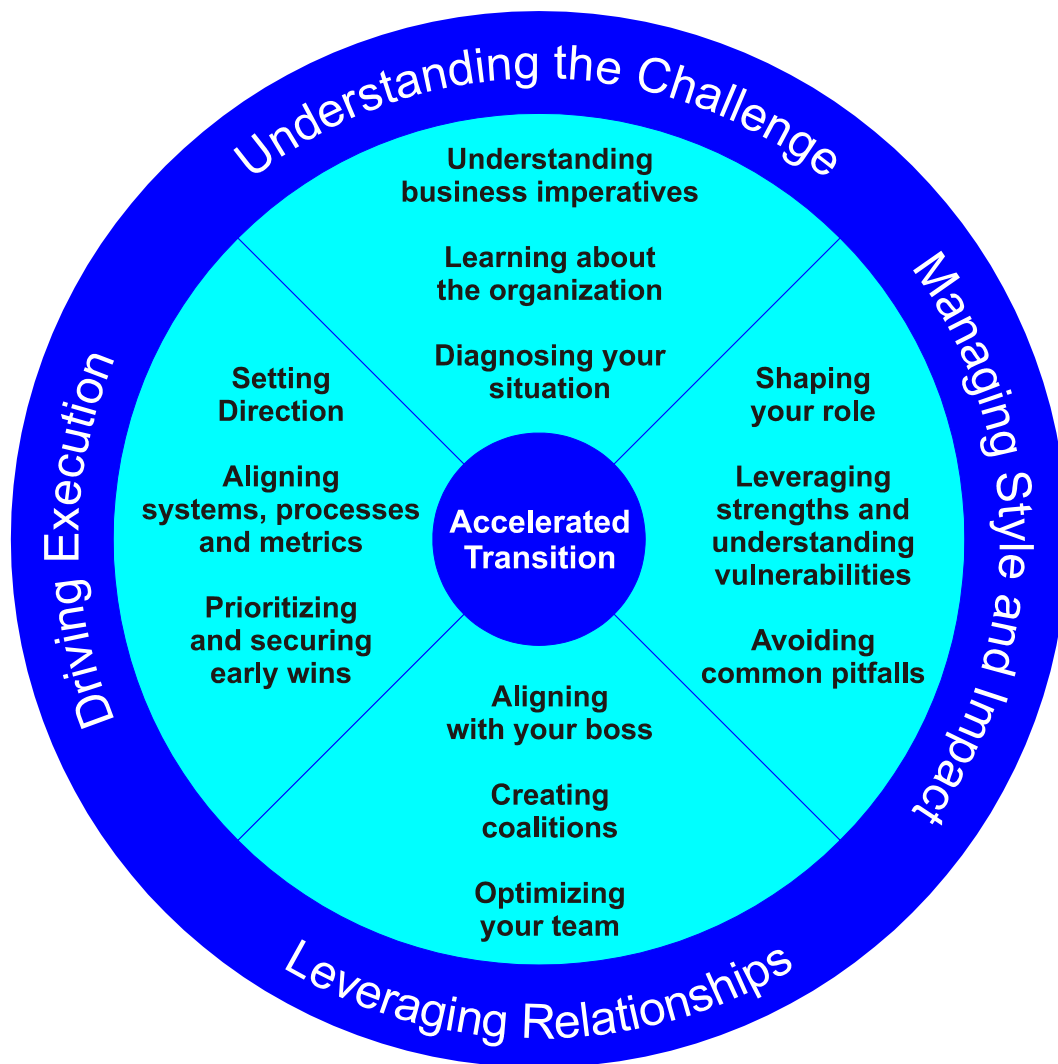 Understanding the Challenge
Understanding
business imperatives
Learning about
the organization
Diagnosing your
situation
Managing Style and Impact
Shaping
your role
Leveraging
strengths and
understanding
vulnerabilities
Avoiding
common pitfalls
Leveraging Relationships
Aligning
with your boss
Creating
coalitions
Optimizing
your team
Driving Execution
Setting
Direction
Aligning
systems, processes
and metrics
Prioritizing
and securing
early wins
Accelerated
Transition